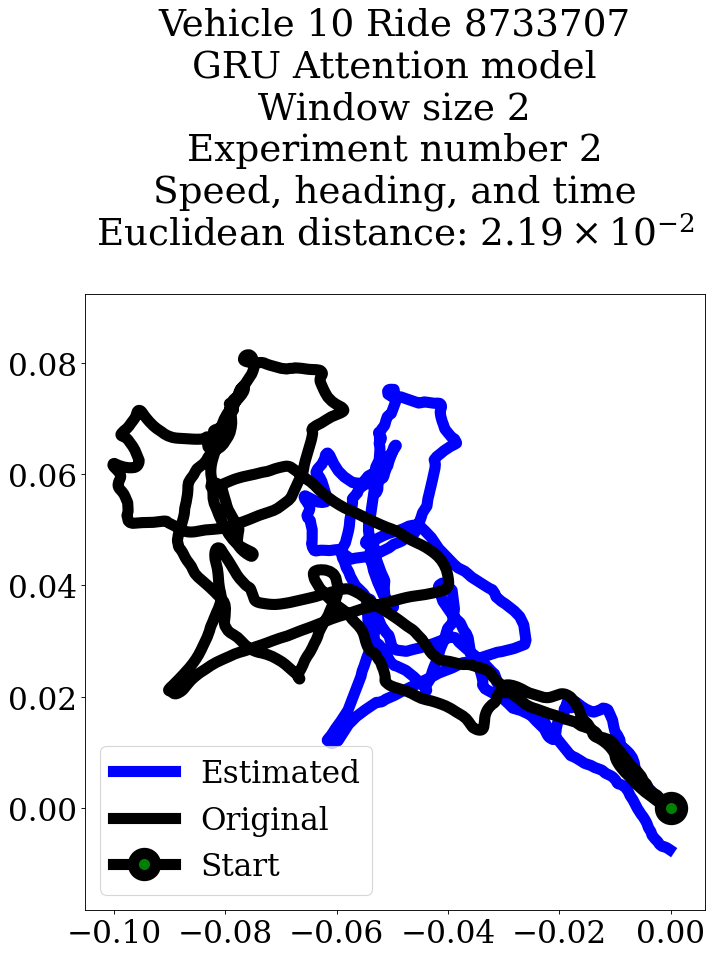 Vehicle 10 Ride 8733707
GRU Attention model
Window size 2
Experiment number 2
Speed, heading, and time
Euclidean distance: 2.19 × 10⁻²
0.08
0.06
0.04
0.02
0.00
Estimated
Original
Start
−0.10 −0.08 −0.06 −0.04 −0.02 0.00